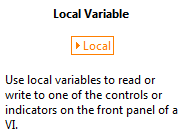 Local Variable
Local
Use local variables to read or
write to one of the controls or
indicators on the front panel of a
VI.